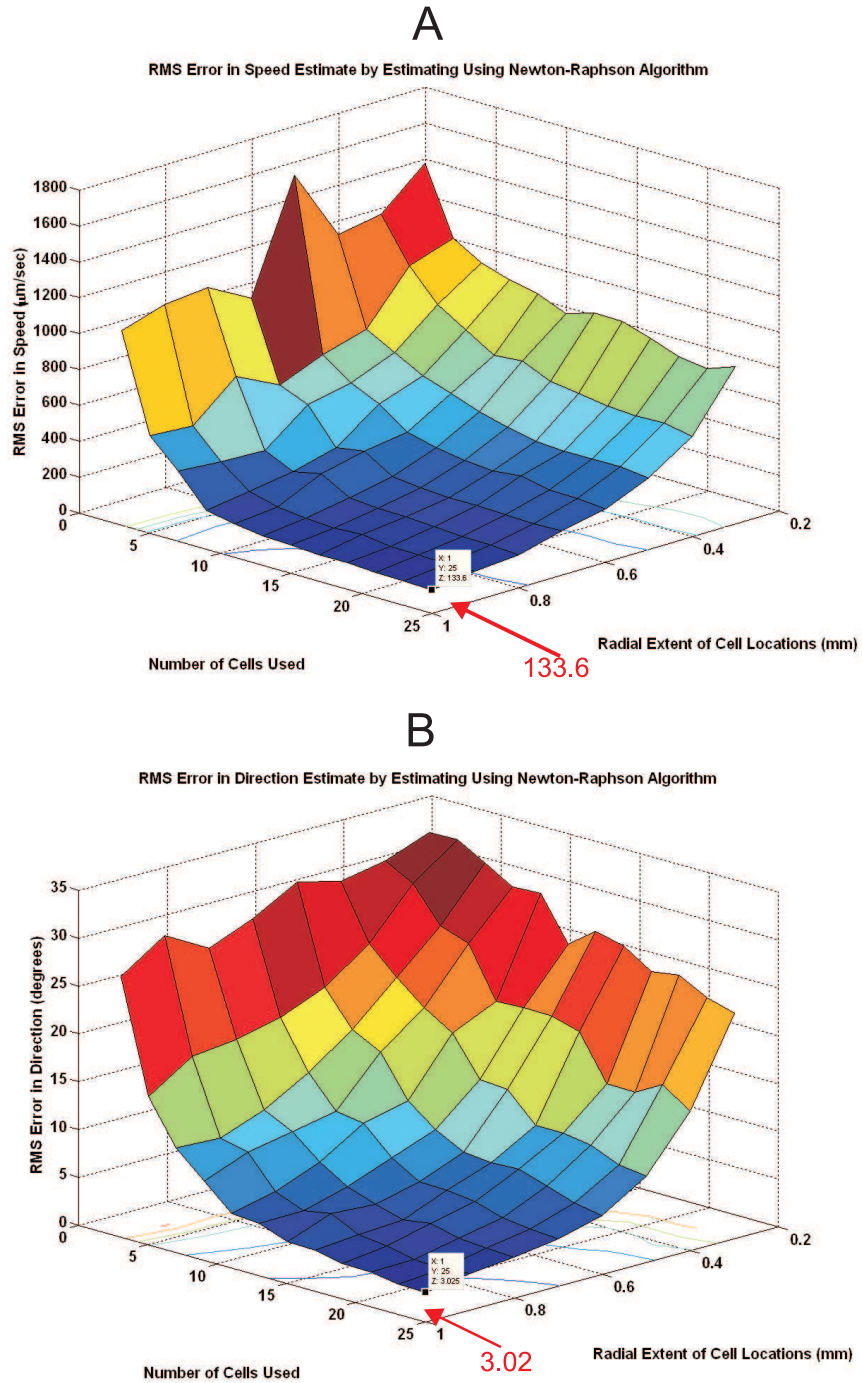 A
RMS Error in Speed Estimate by Estimating Using Newton-Raphson Algorithm
1800
1600
1400
1200
1000
800
600
400
200
0
RMS Error in Speed (µm/sec)
0
5
10
15
20
25
Number of Cells Used
1
0.8
0.6
0.4
0.2
Radial Extent of Cell Locations (mm)
X: 1
Y: 25
Z: 133.6
133.6
B
RMS Error in Direction Estimate by Estimating Using Newton-Raphson Algorithm
35
30
25
20
15
10
5
0
RMS Error in Direction (degrees)
0
5
10
15
20
25
Number of Cells Used
1
0.8
0.6
0.4
0.2
Radial Extent of Cell Locations (mm)
X: 1
Y: 25
Z: 3.025
3.02